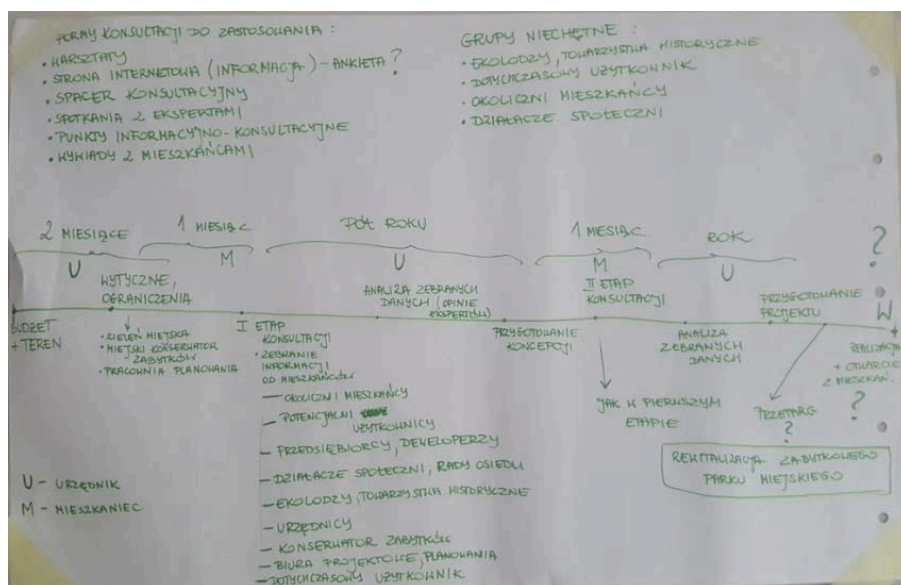 FORMY KONSULTACJI DO ZASTOSOWANIA :
• WARSZTATY
• STRONA INTERNETOWA (INFORMACJA) - ANKIETA ?
• SPACER KONSULTACYJNY
• SPOTKANIA Z EKSPERTAMI
• PUNKTY INFORMACYJNO-KONSULTACYJNE
• WYWIADY Z MIESZKAŃCAMI
GRUPY NIECHĘTNE :
• EKOLODZY, TOWARZYSTWA HISTORYCZNE
• DOTYCHCZASOWY UŻYTKOWNIK
• OKOLICZNI MIESZKAŃCY
• DZIAŁACZE SPOŁECZNI
2 MIESIĄCE
1 MIESIĄC
PÓŁ ROKU
1 MIESIĄC
ROK
?
U
M
U
M
U
W
BUDŻET
+ TEREN
WYTYCZNE,
OGRANICZENIA
• ZIELEŃ MIEJSKA
• MIEJSKI KONSERWATOR
ZABYTKÓW
• PRACOWNIA PLANOWANIA
I ETAP
KONSULTACJI
• ZEBRANIE
INFORMACJI
OD MIESZKAŃCÓW
— OKOLICZNI MIESZKAŃCY
— POTENCJALNI
UŻYTKOWNICY
— PRZEDSIĘBIORCY, DEWELOPERZY
— DZIAŁACZE SPOŁECZNI, RADY OSIEDLI
— EKOLODZY, TOWARZYSTWA HISTORYCZNE
— URZĘDNICY
— KONSERWATOR ZABYTKÓW
— BIURA PROJEKTOWE, PLANOWANIA
— DOTYCHCZASOWY UŻYTKOWNIK
ANALIZA ZEBRANYCH
DANYCH (OPINIE
EKSPERTÓW)
PRZYGOTOWANIE
KONCEPCJI
II ETAP
KONSULTACJI
JAK W PIERWSZYM
ETAPIE
ANALIZA
ZEBRANYCH
DANYCH
PRZYGOTOWANIE
PROJEKTU
PRZETARG
?
REALIZACJA
+ OTWARCIE
Z MIESZKAŃ.
?
REWITALIZACJA ZABYTKOWEGO
PARKU MIEJSKIEGO
U - URZĘDNIK
M - MIESZKANIEC